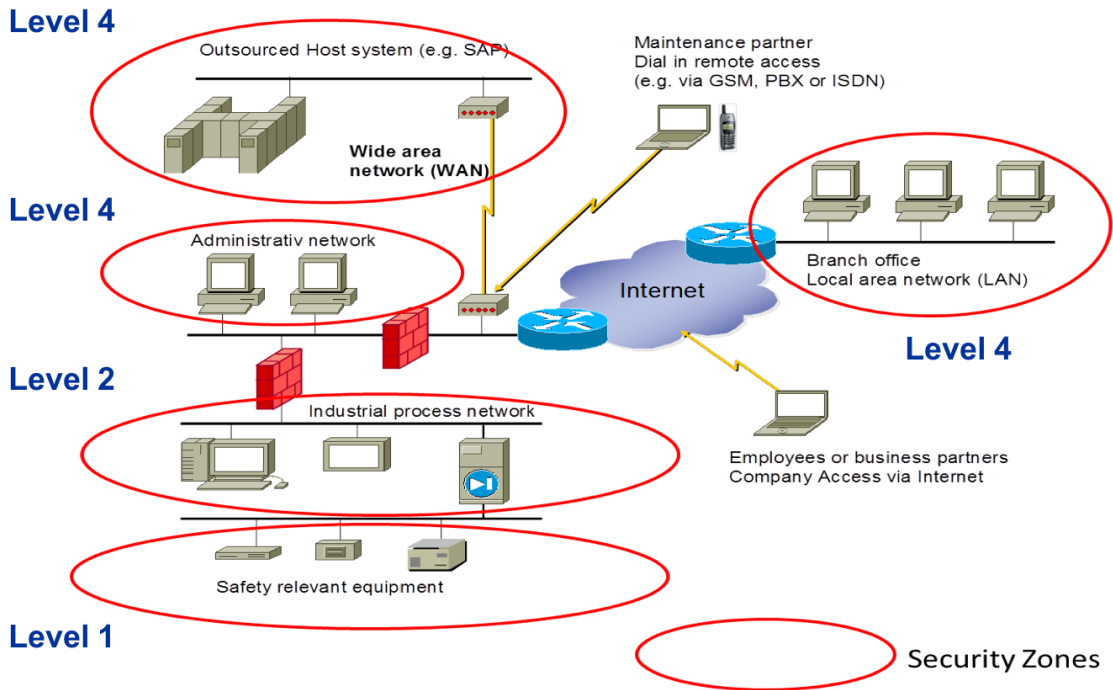 Level 4
Outsourced Host system (e.g. SAP)
Maintenance partner
Dial in remote access
(e.g. via GSM, PBX or ISDN)
Wide area
network (WAN)
Level 4
Administrativ network
Internet
Branch office
Local area network (LAN)
Level 4
Level 2
Industrial process network
Employees or business partners
Company Access via Internet
Safety relevant equipment
Level 1
Security Zones